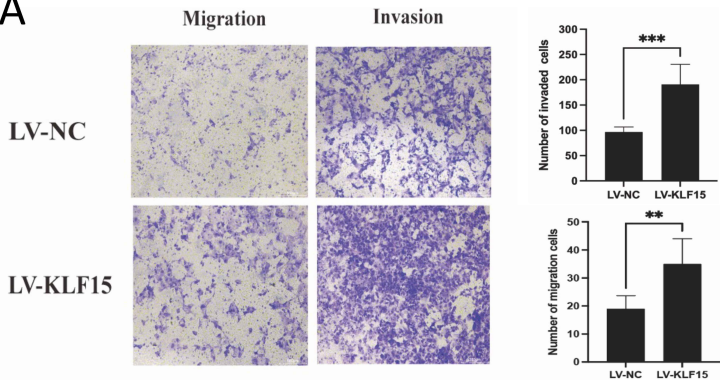 A
Migration
Invasion
LV-NC
LV-KLF15
Number of invaded cells
300
250
200
150
100
50
0
***
LV-NC
LV-KLF15
Number of migration cells
50
40
30
20
10
0
**
LV-NC
LV-KLF15